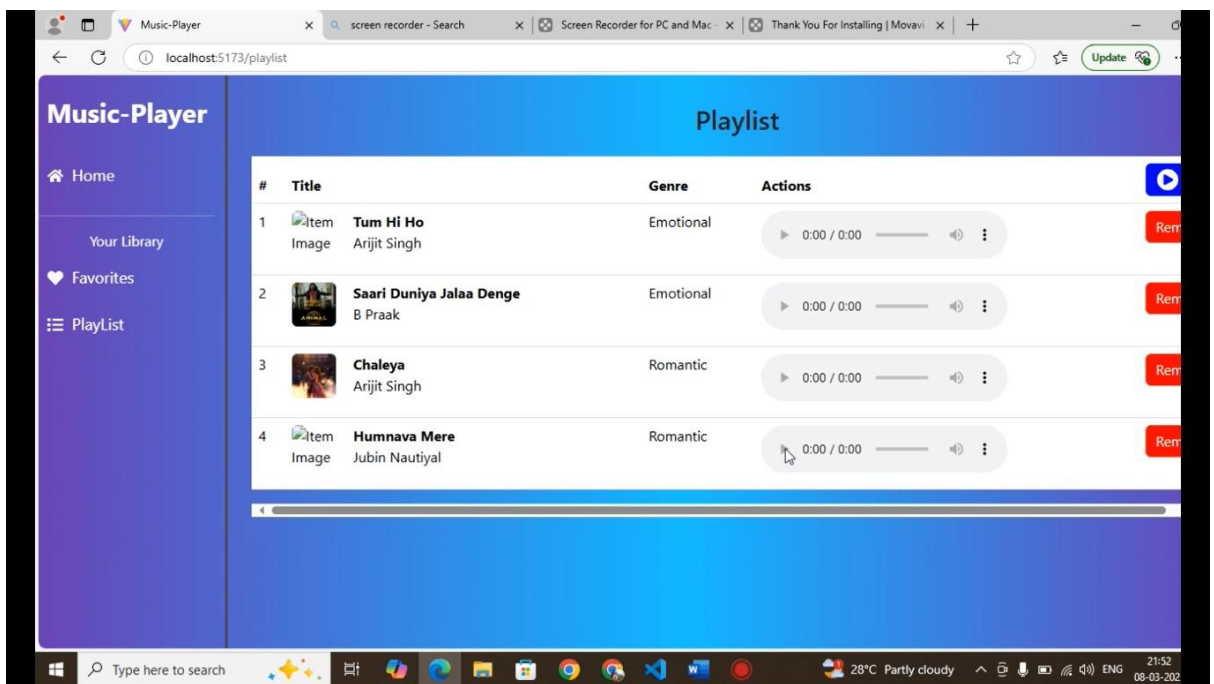 Music-Player
screen recorder - Search
Screen Recorder for PC and Mac -
Thank You For Installing | Movavi
localhost:5173/playlist
Update
Music-Player
Home
Your Library
Favorites
PlayList
Playlist
# Title Genre Actions
1 Item Image Tum Hi Ho Emotional 0:00 / 0:00 Rem
Arijit Singh
2 Saari Duniya Jalaa Denge Emotional 0:00 / 0:00 Rem
B Praak
ANIMAL
3 Chaleya Romantic 0:00 / 0:00 Rem
Arijit Singh
4 Item Image Humnava Mere Romantic 0:00 / 0:00 Rem
Jubin Nautiyal
Type here to search
28°C Partly cloudy
ENG
21:52
08-03-202